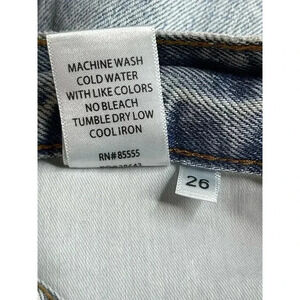 MACHINE WASH
COLD WATER
WITH LIKE COLORS
NO BLEACH
TUMBLE DRY LOW
COOL IRON
RN#85555
26